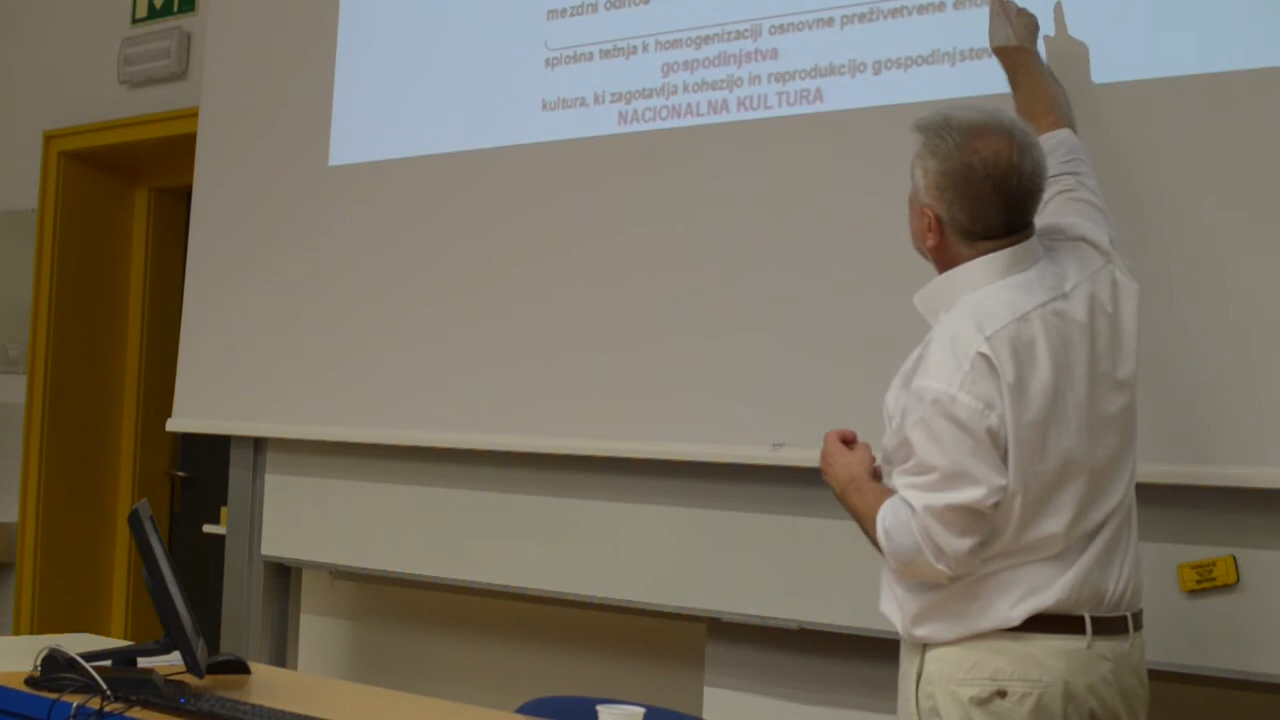 mezdni odnos
splošna težnja k homogenizaciji osnovne preživetvene
gospodinjstva
kultura, ki zagotavlja kohezijo in reprodukcijo gospodinjstev
NACIONALNA KULTURA